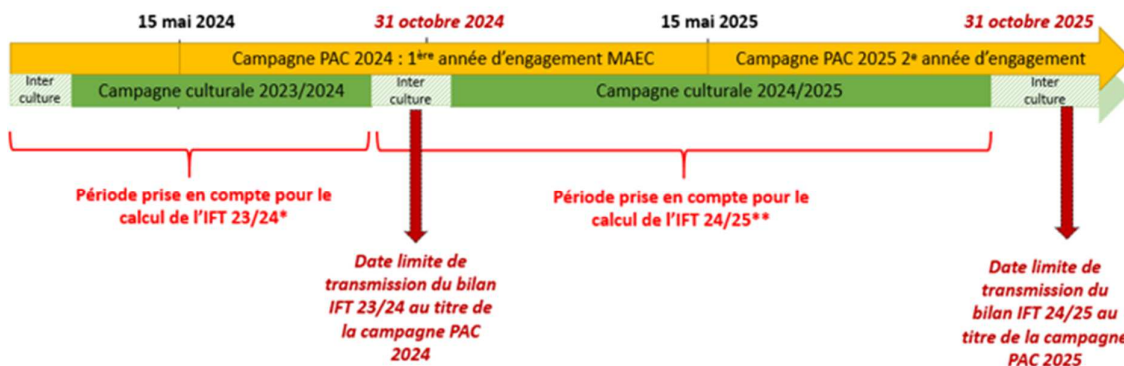 15 mai 2024
31 octobre 2024
15 mai 2025
31 octobre 2025
Campagne PAC 2024 : 1ère année d'engagement MAEC
Campagne PAC 2025 2e année d'engagement
Inter
culture
Campagne culturale 2023/2024
Inter
culture
Campagne culturale 2024/2025
Inter
culture
Période prise en compte pour le
calcul de l'IFT 23/24*
Période prise en compte pour le
calcul de l'IFT 24/25**
Date limite de
transmission du bilan
IFT 23/24 au titre de
la campagne PAC
2024
Date limite de
transmission du
bilan IFT 24/25 au
titre de la campagne
PAC 2025